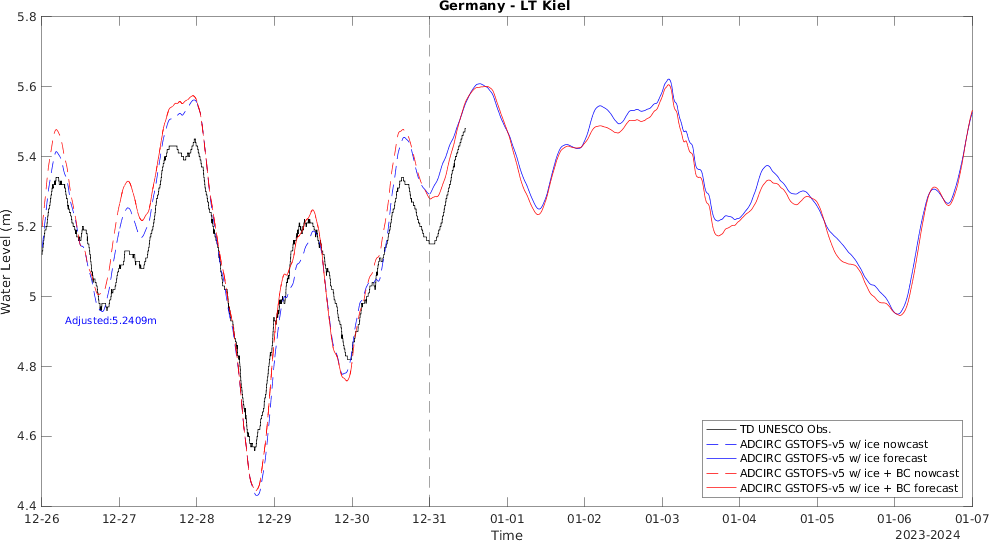 Germany - LT Kiel
5.8
5.6
5.4
5.2
5
4.8
4.6
4.4
Water Level (m)
Adjusted:5.2409m
TD UNESCO Obs.
ADCIRC GSTOFS-v5 w/ ice nowcast
ADCIRC GSTOFS-v5 w/ ice forecast
ADCIRC GSTOFS-v5 w/ ice + BC nowcast
ADCIRC GSTOFS-v5 w/ ice + BC forecast
12-26 12-27 12-28 12-29 12-30 12-31 01-01 01-02 01-03 01-04 01-05 01-06 01-07
Time
2023-2024